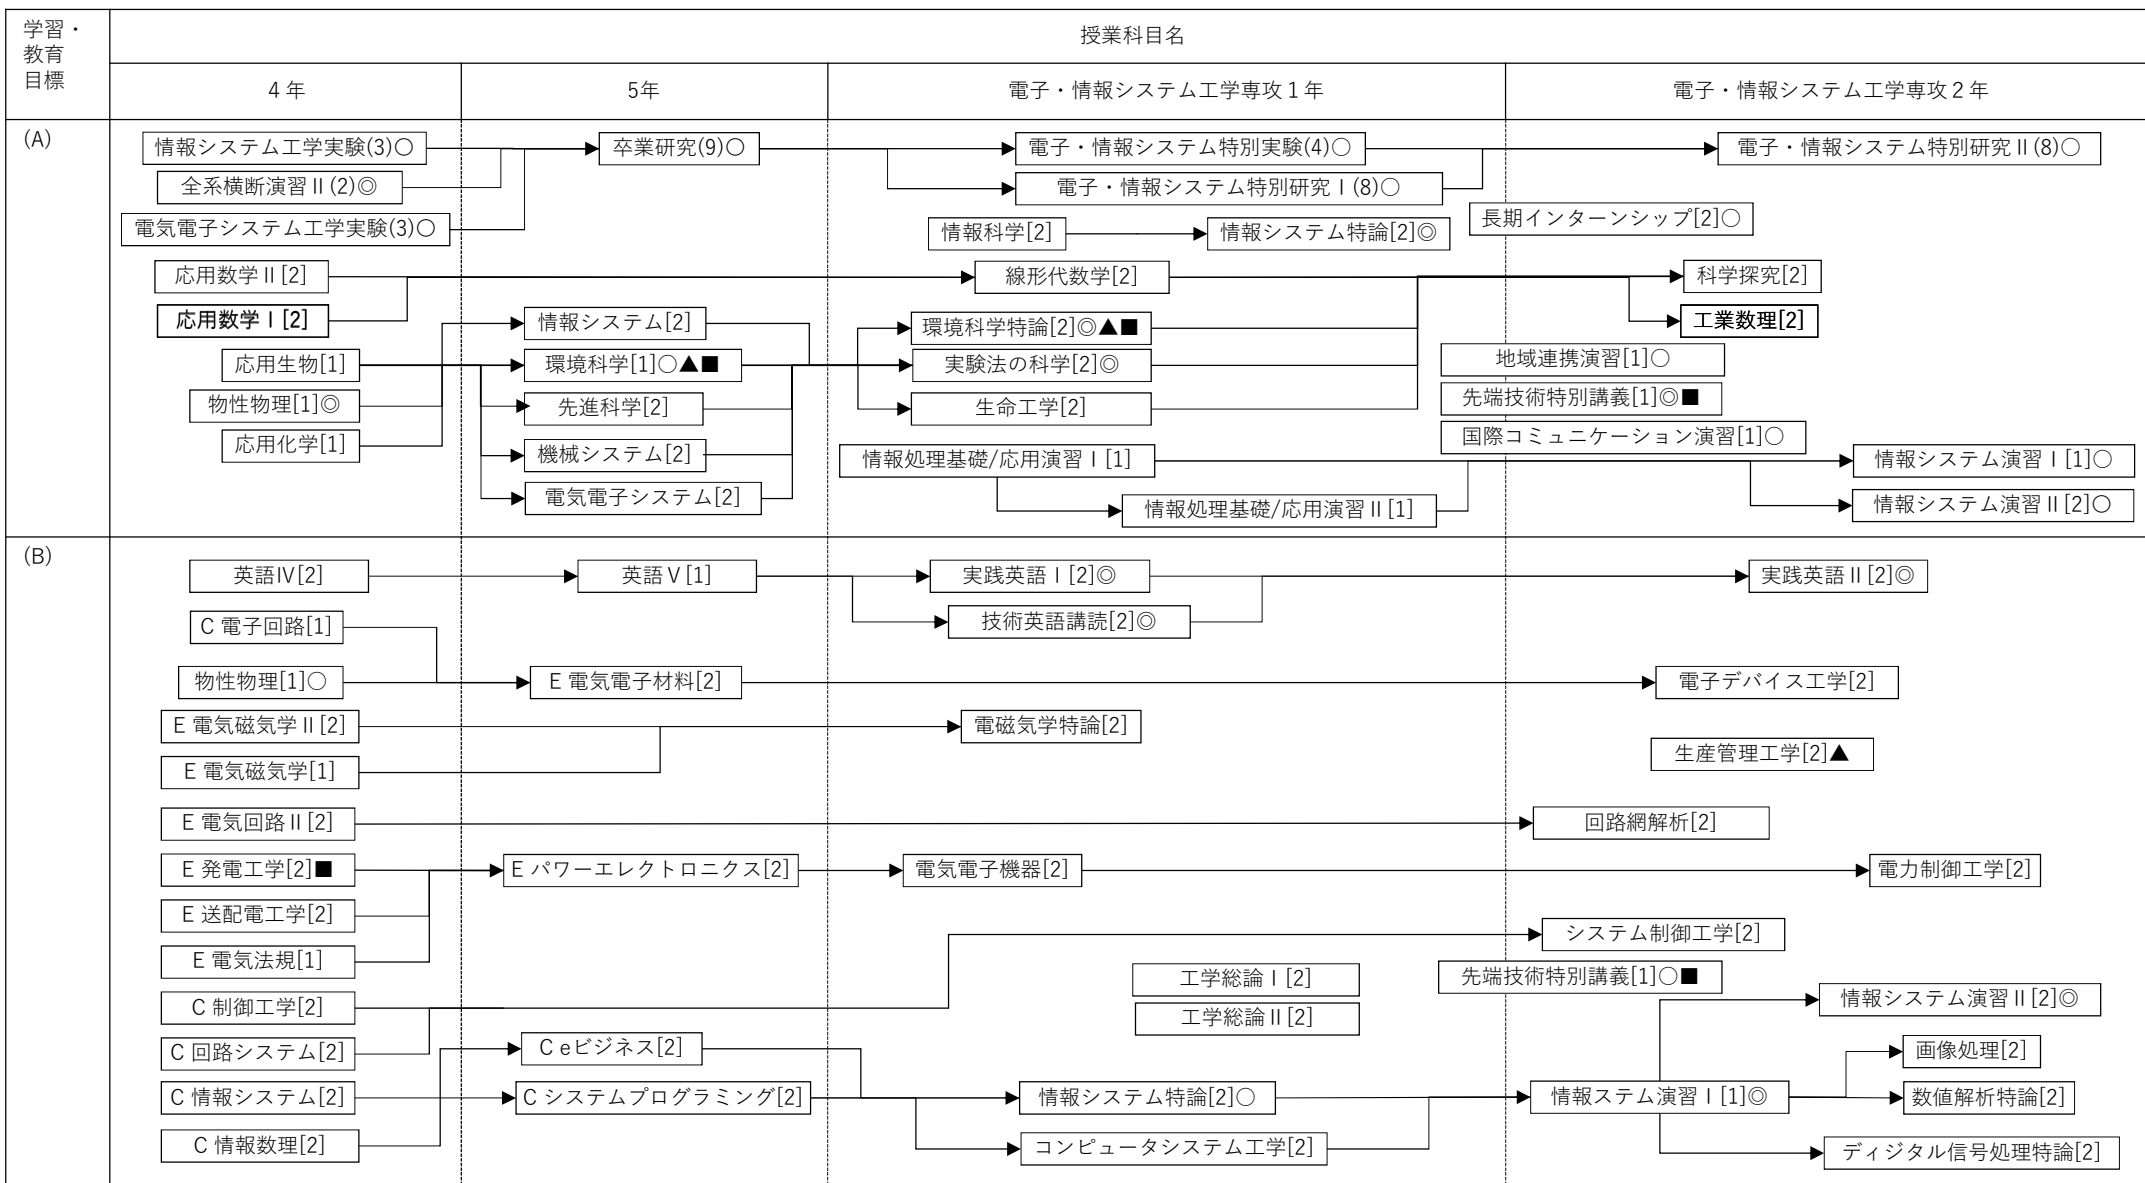 学習・
教育
目標
授業科目名
4 年
5年
電子・情報システム工学専攻 1 年
電子・情報システム工学専攻 2 年
(A)
情報システム工学実験(3)〇
卒業研究(9)〇
電子・情報システム特別実験(4)〇
電子・情報システム特別研究Ⅱ(8)〇
全系横断演習Ⅱ(2)◎
電子・情報システム特別研究Ⅰ(8)〇
電気電子システム工学実験(3)〇
情報科学[2]
情報システム特論[2]◎
長期インターンシップ[2]〇
応用数学Ⅱ[2]
線形代数学[2]
科学探究[2]
応用数学Ⅰ[2]
情報システム[2]
環境科学特論[2]◎▲■
工業数理[2]
応用生物[1]
環境科学[1]〇▲■
実験法の科学[2]◎
地域連携演習[1]〇
物性物理[1]◎
先進科学[2]
生命工学[2]
先端技術特別講義[1]◎■
応用化学[1]
機械システム[2]
情報処理基礎/応用演習Ⅰ[1]
国際コミュニケーション演習[1]〇
情報システム演習Ⅰ[1]〇
電気電子システム[2]
情報処理基礎/応用演習Ⅱ[1]
情報システム演習Ⅱ[2]〇
(B)
英語Ⅳ[2]
英語Ⅴ[1]
実践英語Ⅰ[2]◎
実践英語Ⅱ[2]◎
C 電子回路[1]
技術英語講読[2]◎
物性物理[1]〇
E 電気電子材料[2]
電子デバイス工学[2]
E 電気磁気学Ⅱ[2]
電磁気学特論[2]
生産管理工学[2]▲
E 電気磁気学[1]
E 電気回路Ⅱ[2]
回路網解析[2]
E 発電工学[2]■
E パワーエレクトロニクス[2]
電気電子機器[2]
電力制御工学[2]
E 送配電工学[2]
システム制御工学[2]
E 電気法規[1]
工学総論Ⅰ[2]
先端技術特別講義[1]〇■
C 制御工学[2]
工学総論Ⅱ[2]
情報システム演習Ⅱ[2]◎
C 回路システム[2]
C eビジネス[2]
画像処理[2]
C 情報システム[2]
C システムプログラミング[2]
情報システム特論[2]〇
情報ステム演習Ⅰ[1]◎
数値解析特論[2]
C 情報数理[2]
コンピュータシステム工学[2]
ディジタル信号処理特論[2]